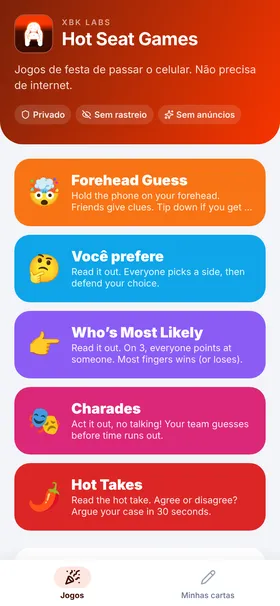 XBK LABS
Hot Seat Games
Jogos de festa de passar o celular. Não precisa
de internet.
Privado
Sem rastreio
Sem anúncios
Forehead Guess
Hold the phone on your forehead.
Friends give clues. Tip down if you get ...
Você prefere
Read it out. Everyone picks a side, then
defend your choice.
Who's Most Likely
Read it out. On 3, everyone points at
someone. Most fingers wins (or loses).
Charades
Act it out, no talking! Your team guesses
before time runs out.
Hot Takes
Read the hot take. Agree or disagree?
Argue your case in 30 seconds.
Jogos
Minhas cartas